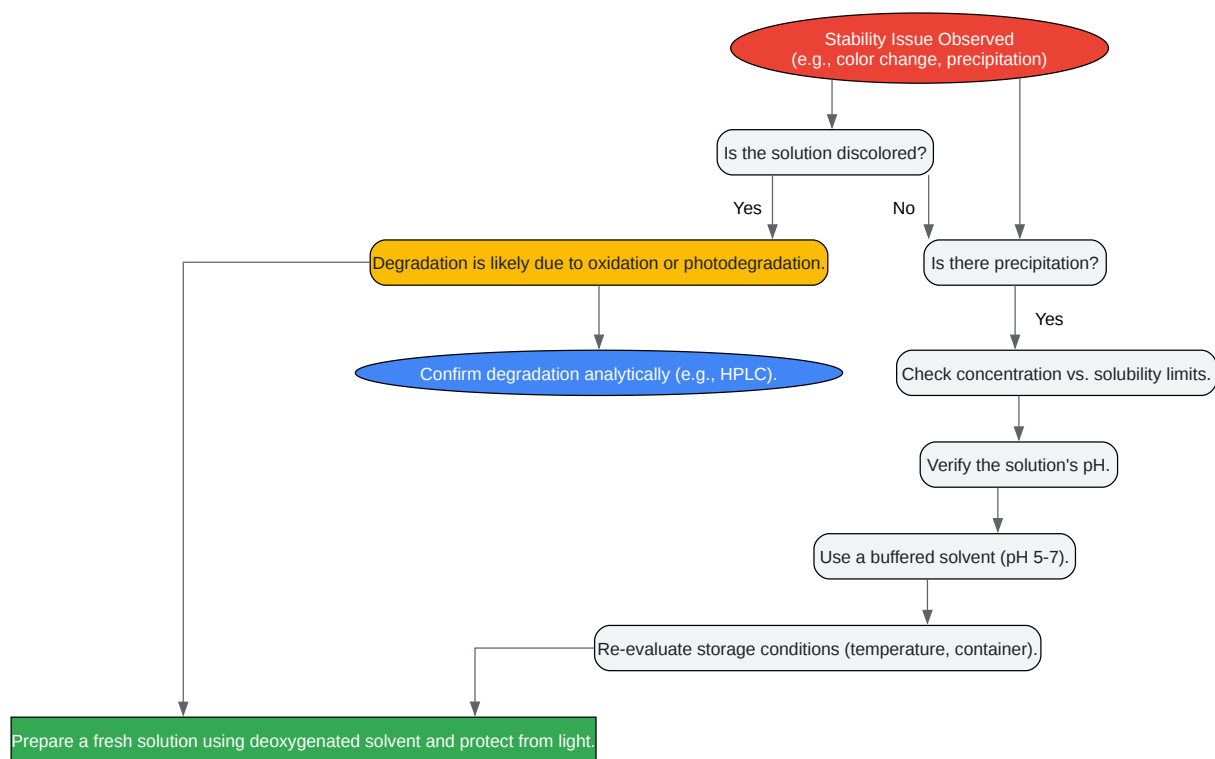 Stability Issue Observed
(e.g., color change, precipitation)
Is the solution discolored?
Yes
No
Degradation is likely due to oxidation or photodegradation.
Is there precipitation?
Yes
Confirm degradation analytically (e.g., HPLC).
Check concentration vs. solubility limits.
Verify the solution's pH.
Use a buffered solvent (pH 5-7).
Re-evaluate storage conditions (temperature, container).
Prepare a fresh solution using deoxygenated solvent and protect from light.